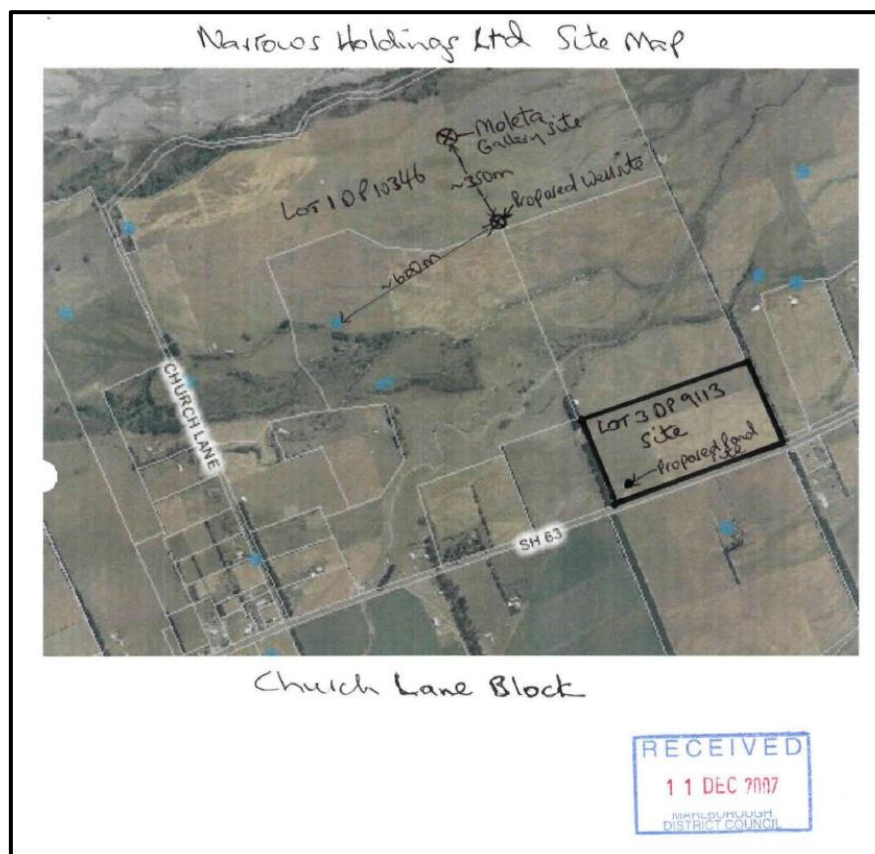 Narrows Holdings Ltd Site Map
Moleta
Gallery Site
~350m
LOT 1 DP 10346
Proposed Wellsite
~600m
CHURCH LANE
LOT 3 DP 9113
Site
Proposed Pond
site
SH 63
Church Lane Block
RECEIVED
11 DEC 2007
MARLBOROUGH
DISTRICT COUNCIL